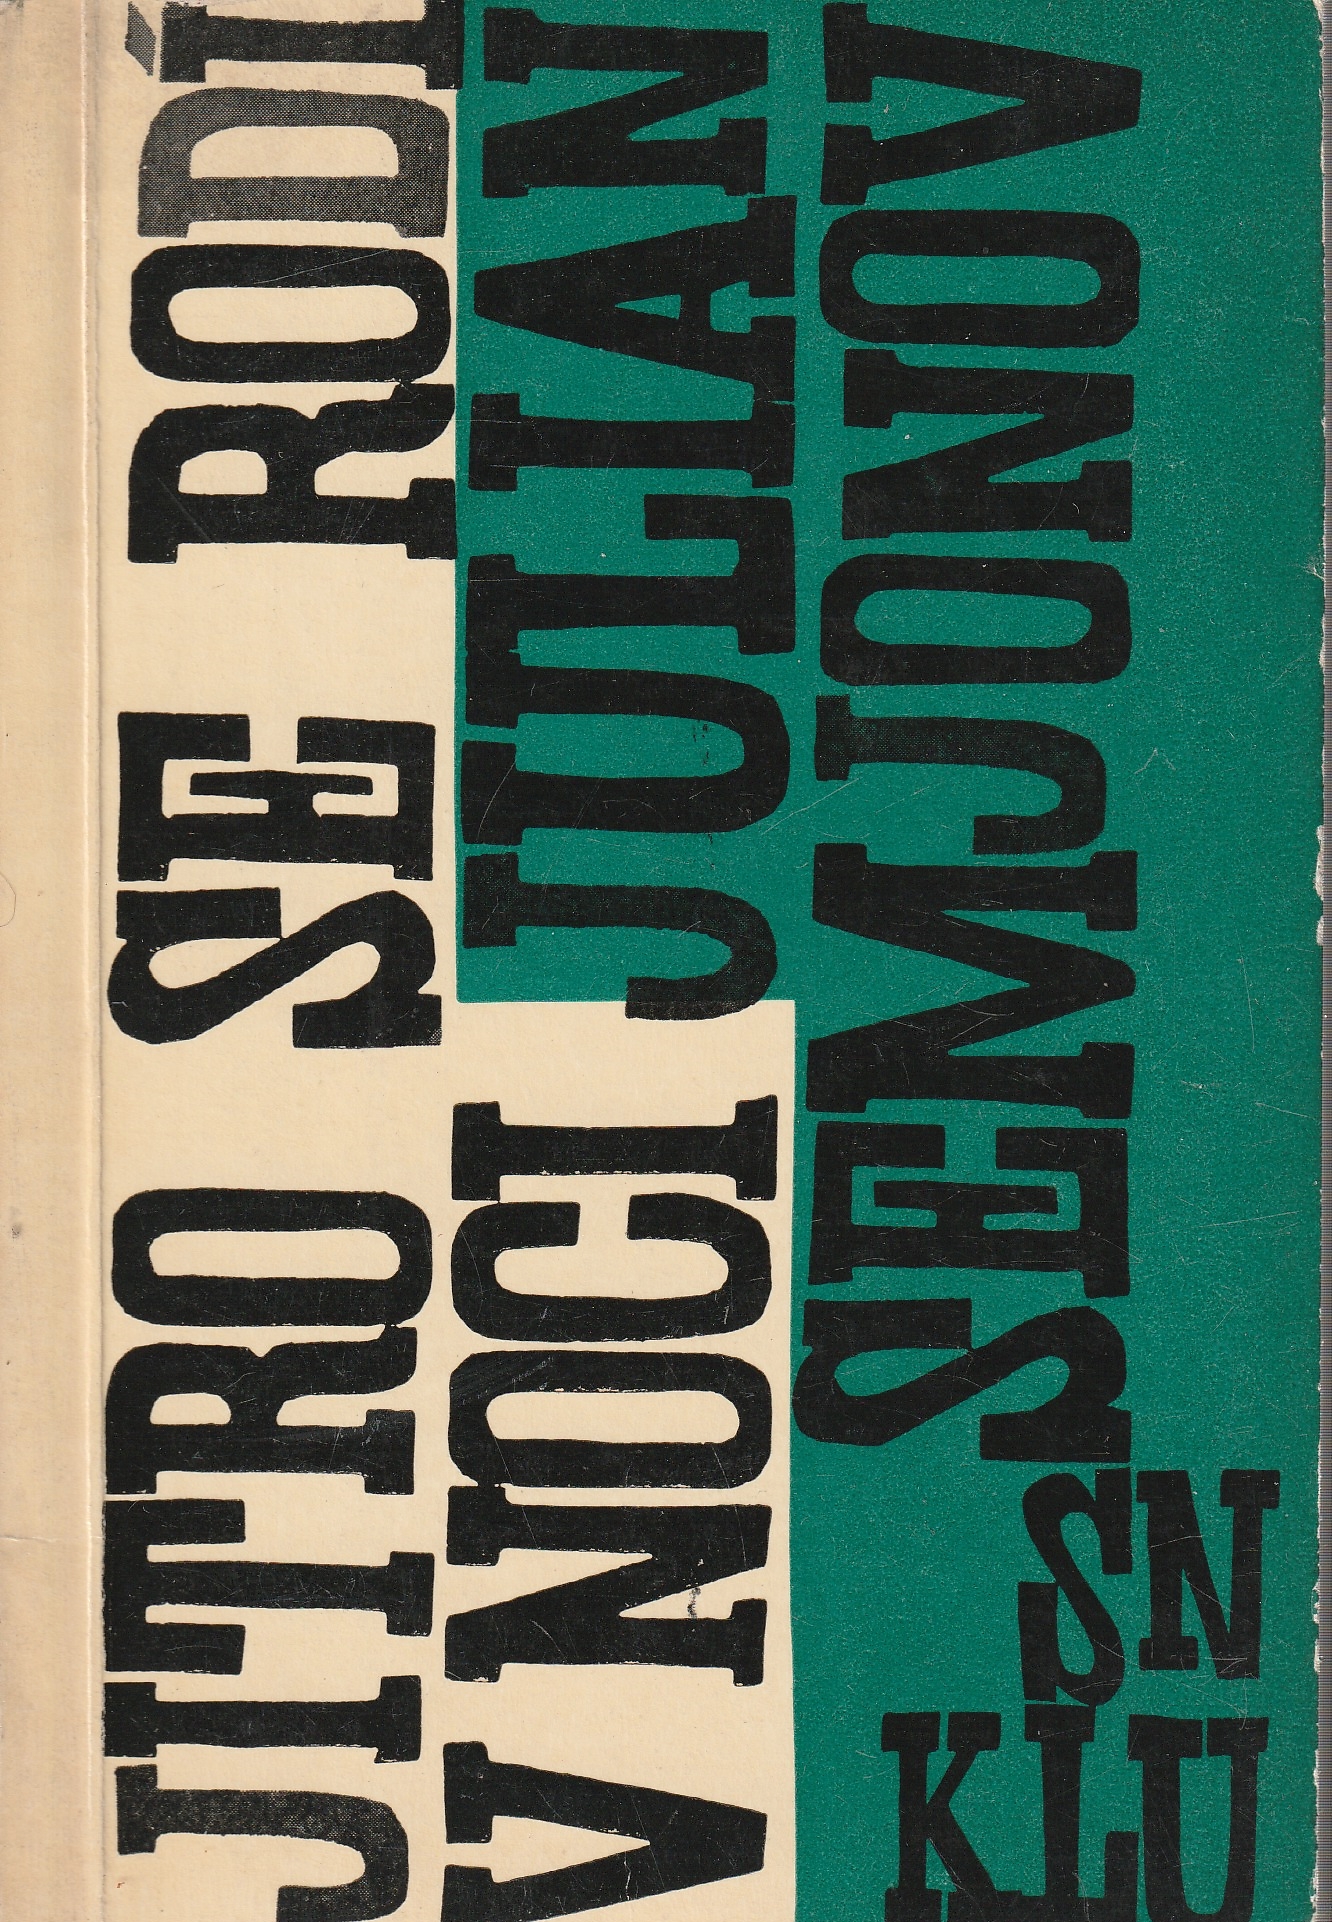 JITRO SE RODÍ
V NOCI JULIAN
SEMJONOV
SN
KLU